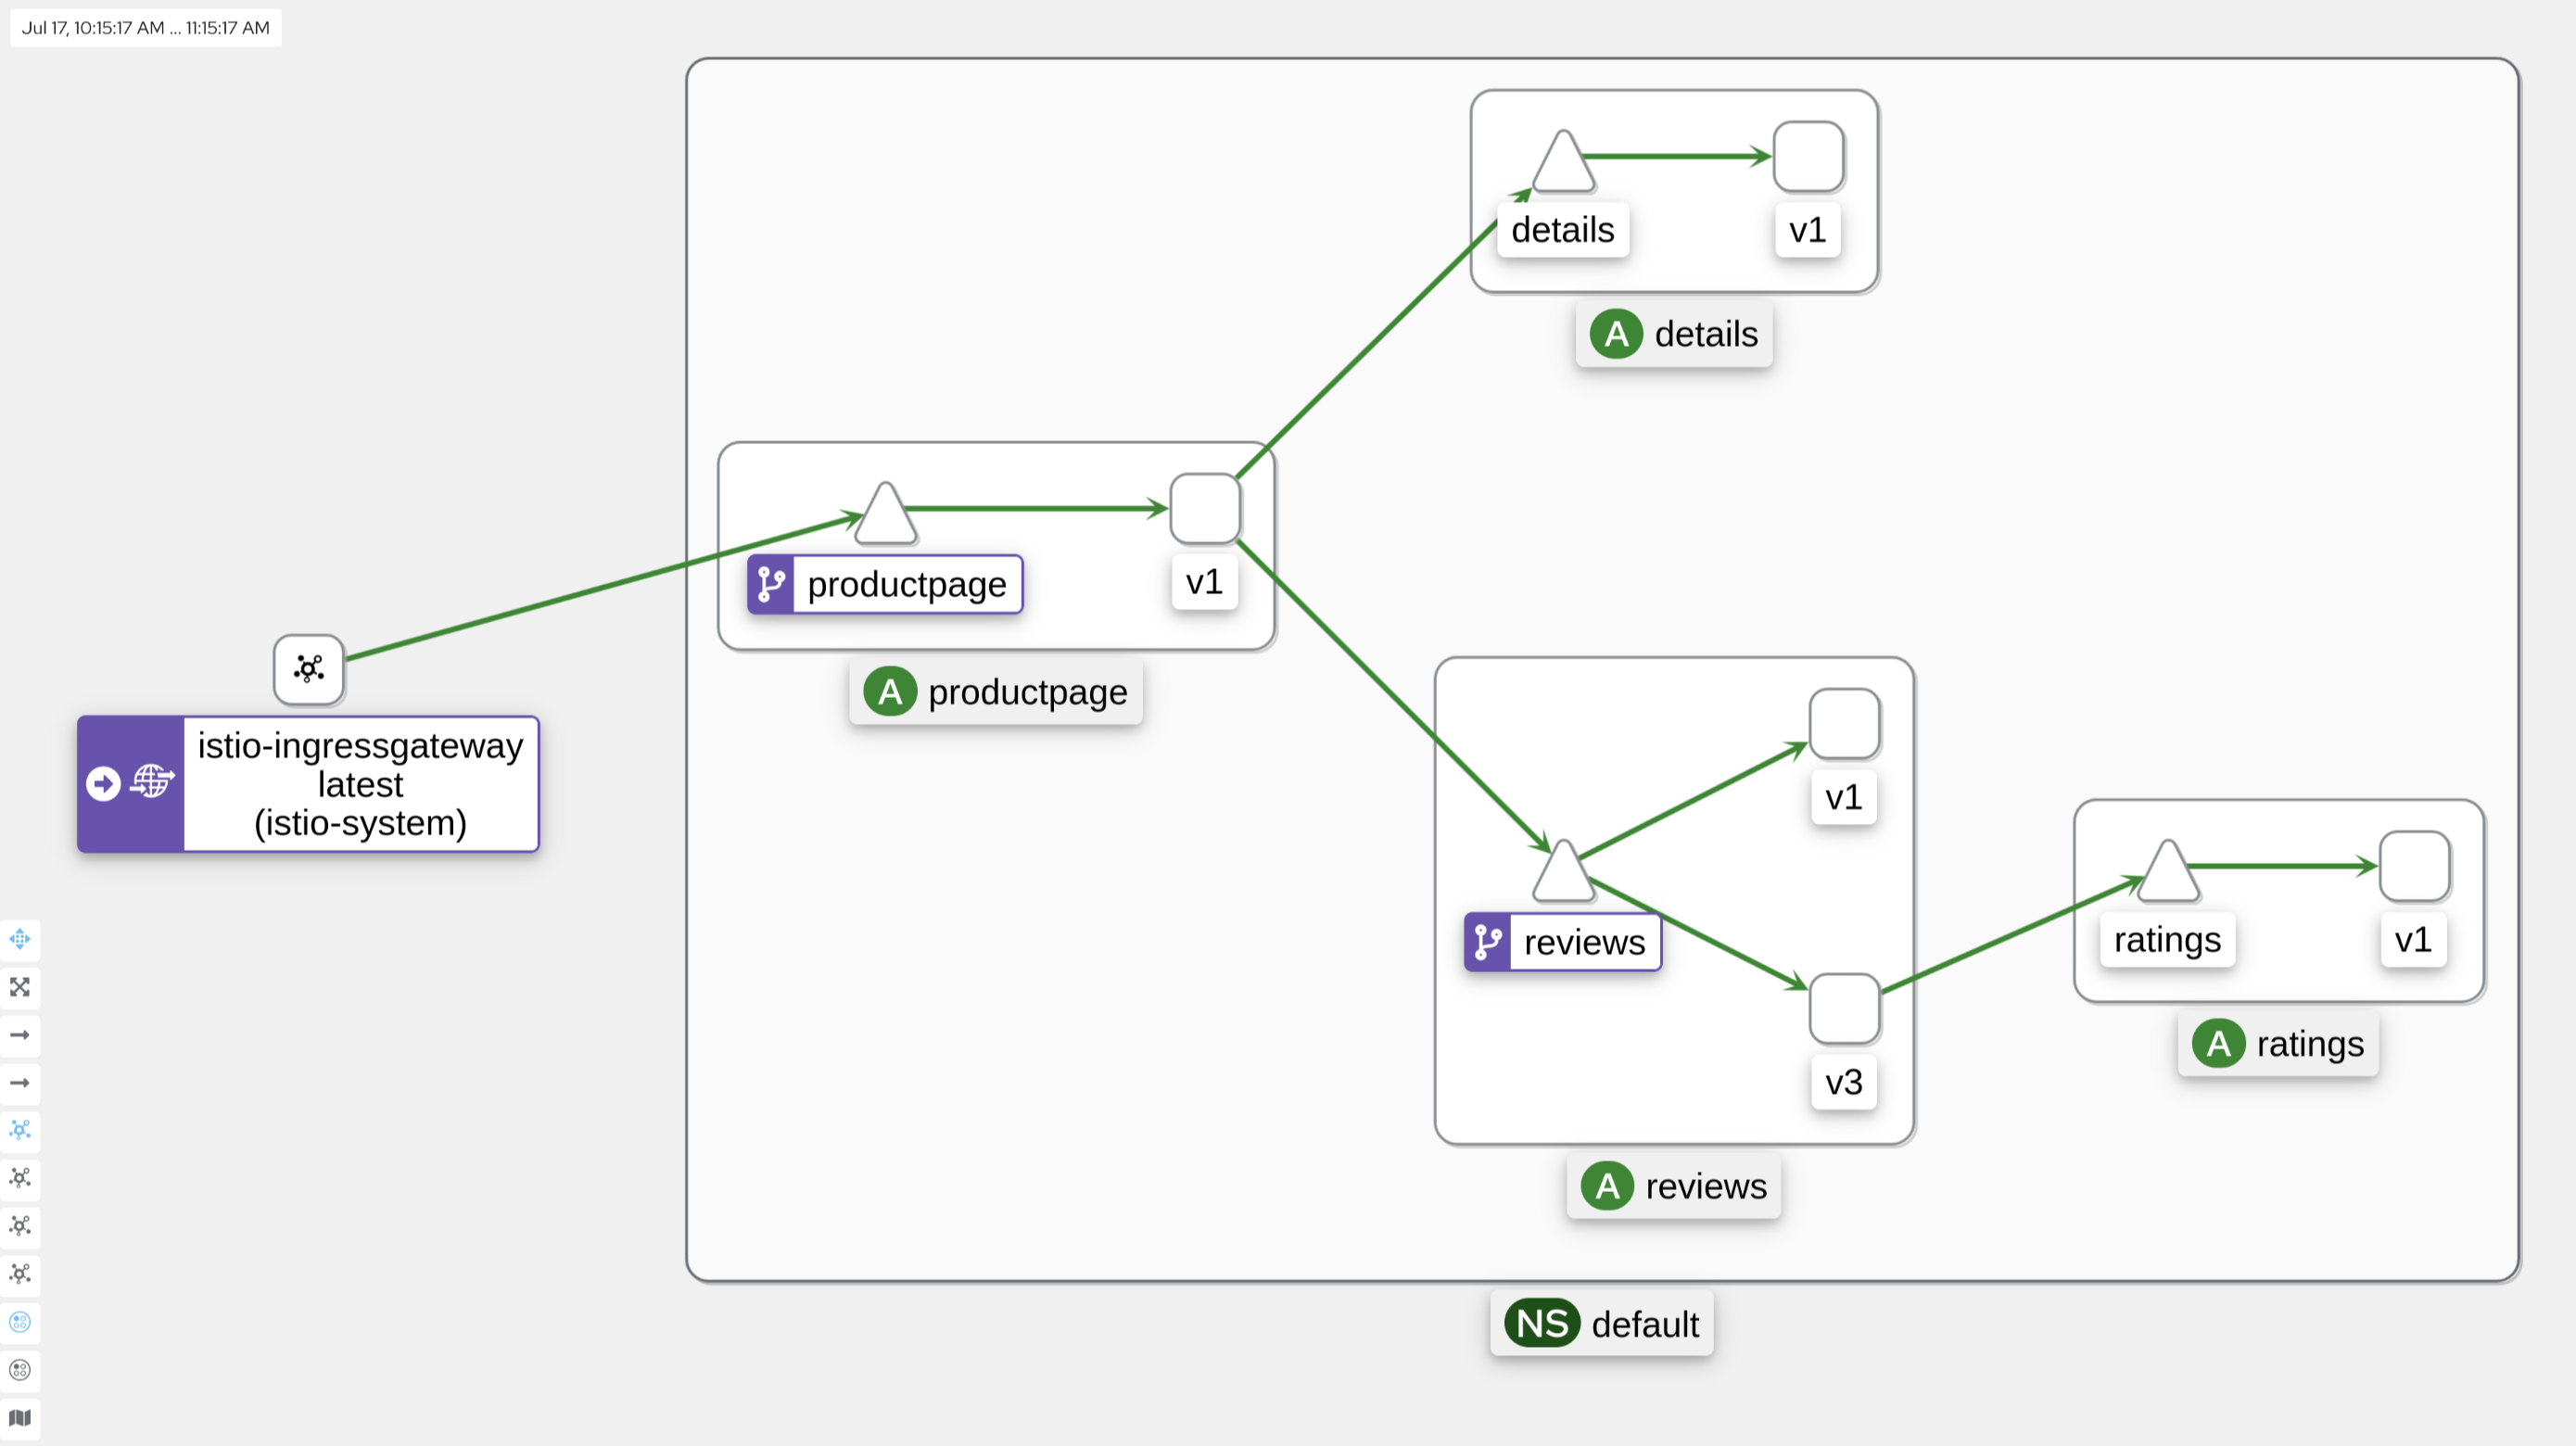 Jul 17, 10:15:17 AM ... 11:15:17 AM
details
v1
A details
productpage
v1
A productpage
istio-ingressgateway
latest
(istio-system)
v1
reviews
v3
A reviews
ratings
v1
A ratings
NS default